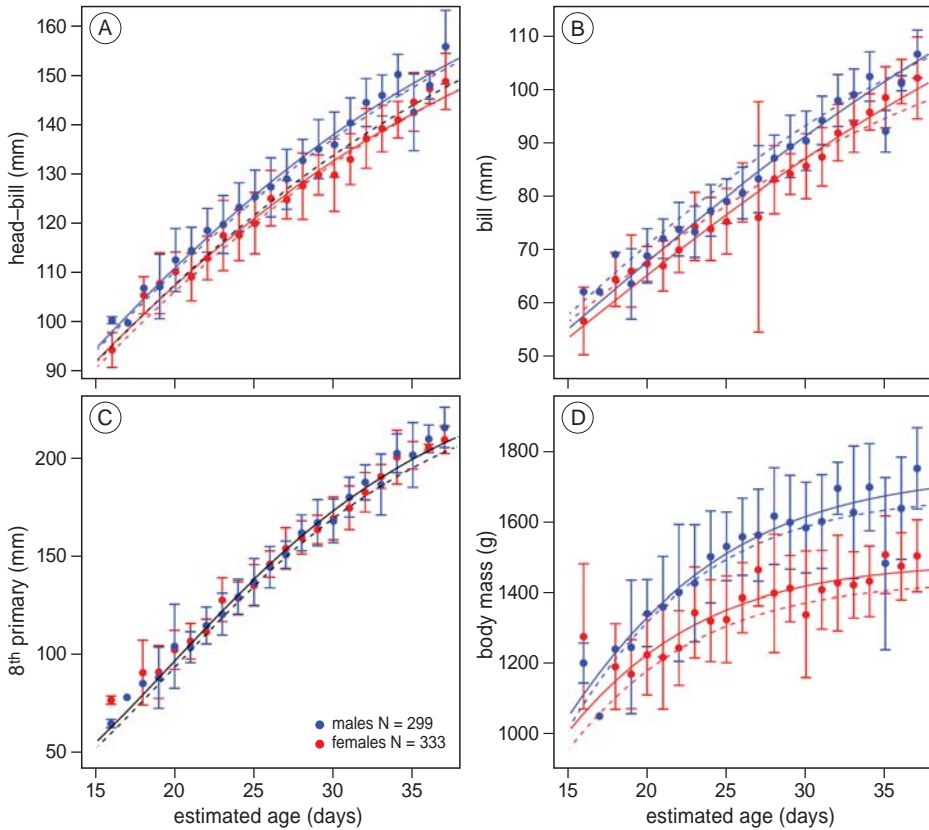 A
160
150
140
130
120
110
100
90
head–bill (mm)
B
110
100
90
80
70
60
50
bill (mm)
C
200
150
100
50
8th primary (mm)
males N = 299
females N = 333
15 20 25 30 35
estimated age (days)
D
1800
1600
1400
1200
1000
body mass (g)
15 20 25 30 35
estimated age (days)